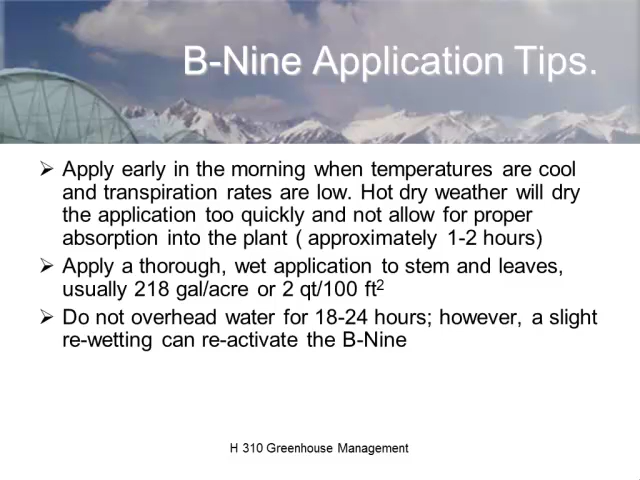 B-Nine Application Tips.
➢ Apply early in the morning when temperatures are cool
and transpiration rates are low. Hot dry weather will dry
the application too quickly and not allow for proper
absorption into the plant ( approximately 1-2 hours)
➢ Apply a thorough, wet application to stem and leaves,
usually 218 gal/acre or 2 qt/100 ft²
➢ Do not overhead water for 18-24 hours; however, a slight
re-wetting can re-activate the B-Nine
H 310 Greenhouse Management